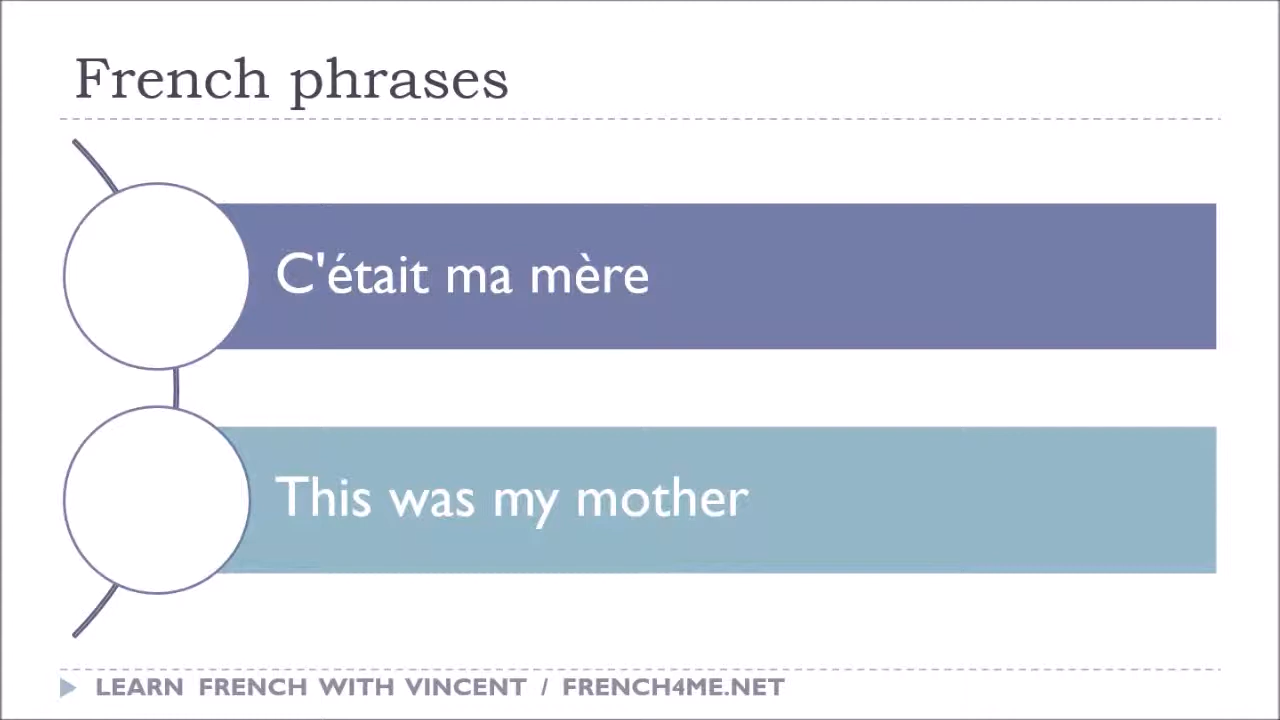 French phrases
C'était ma mère
This was my mother
LEARN FRENCH WITH VINCENT / FRENCH4ME.NET